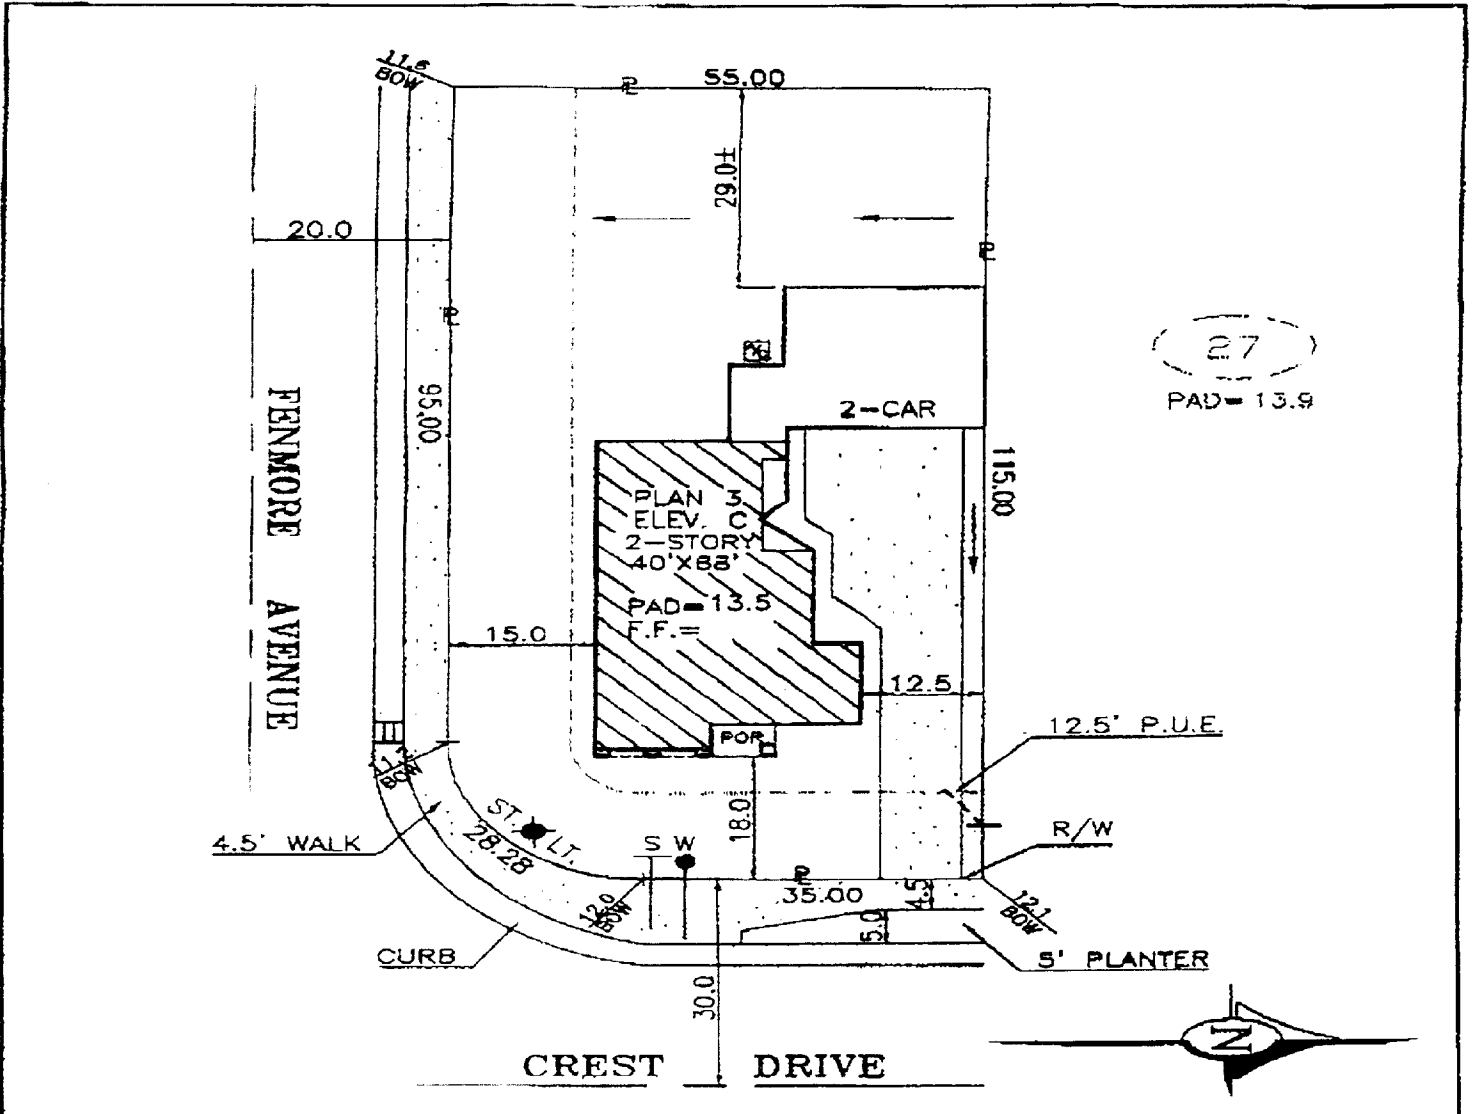 11.6
BOW
55.00
29.0±
20.0
27
PAD=13.9
2-CAR
95.00
115.00
FENMORE AVENUE
PLAN 3
ELEV. C
2-STORY
40'X68'
PAD=13.5
F.F.=
15.0
12.5
12.5' P.U.E.
POR
11.7
BOW
ST. LT.
28.28
18.0
R/W
4.5' WALK
S W
35.00
4.5
12.0
BOW
12.1
BOW
5.0
CURB
5' PLANTER
30.0
N
CREST DRIVE